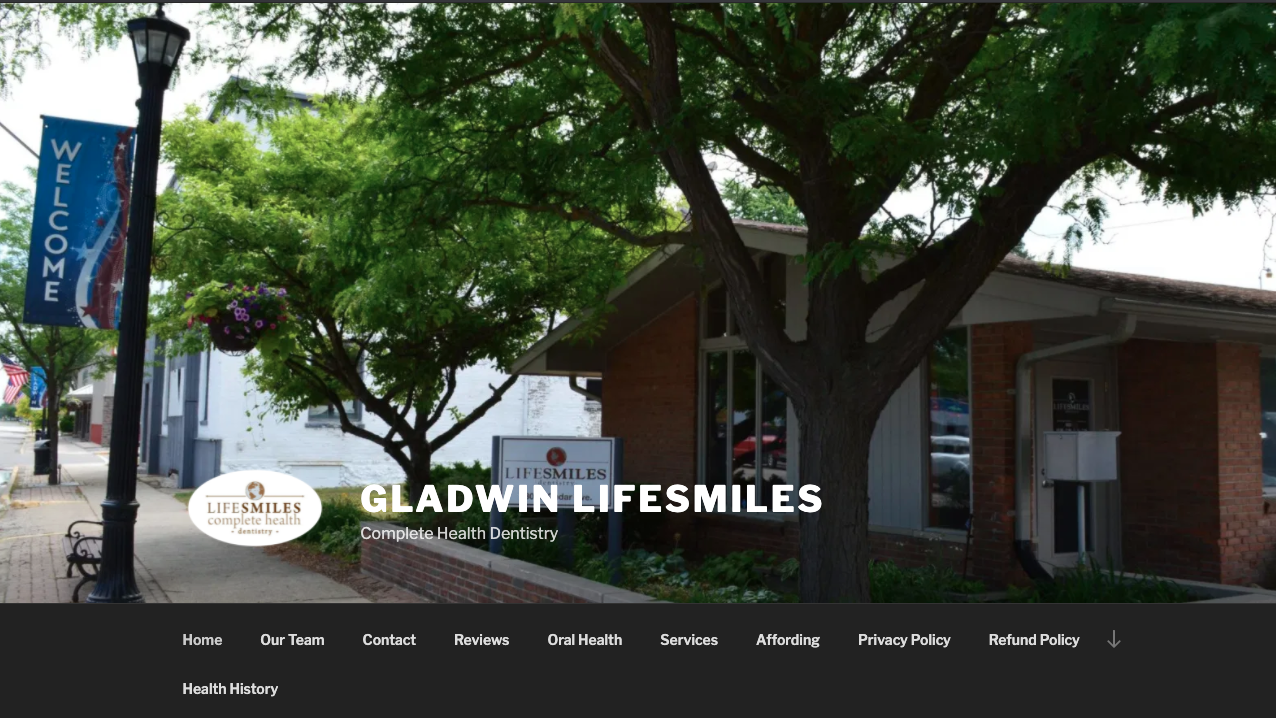 WELCOME
LIFESMILES
LIFESMILES
LIFESMILES
complete health
- dentistry -
GLADWIN LIFESMILES
Complete Health Dentistry
Home
Our Team
Contact
Reviews
Oral Health
Services
Affording
Privacy Policy
Refund Policy
Health History